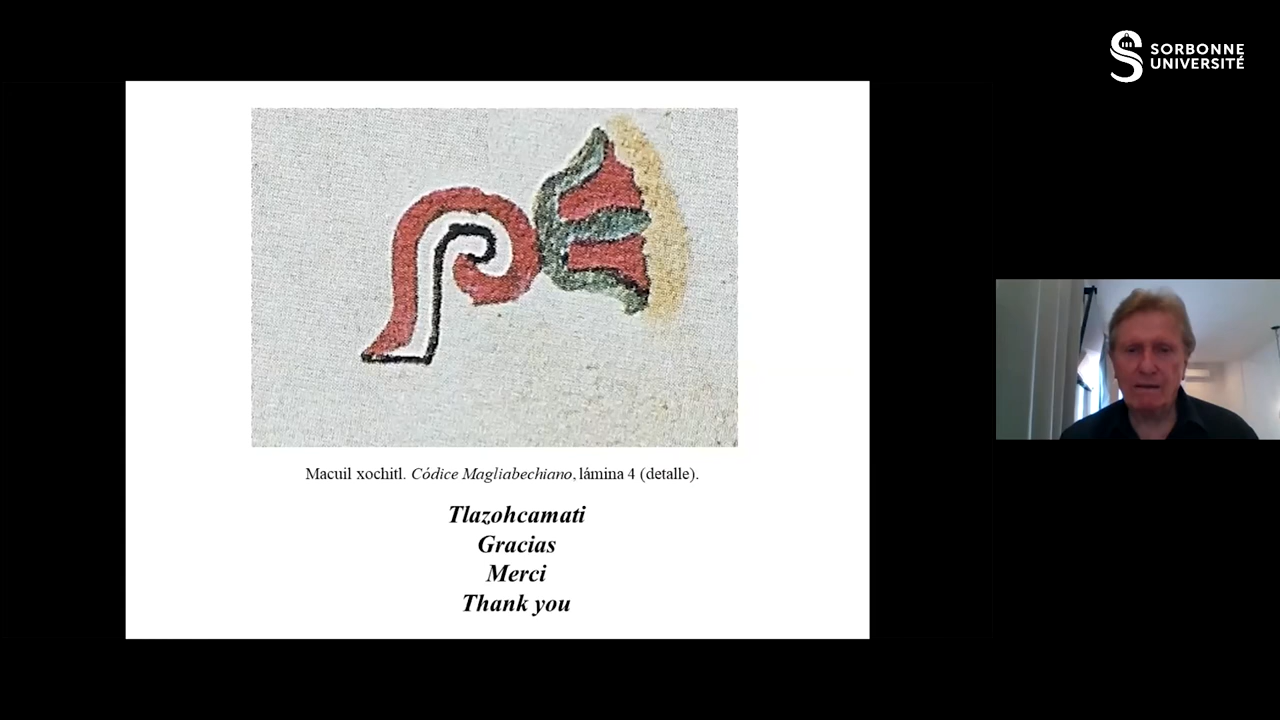 SORBONNE
UNIVERSITÉ
Macuil xochitl. Códice Magliabechiano, lámina 4 (detalle).
Tlazohcamati
Gracias
Merci
Thank you